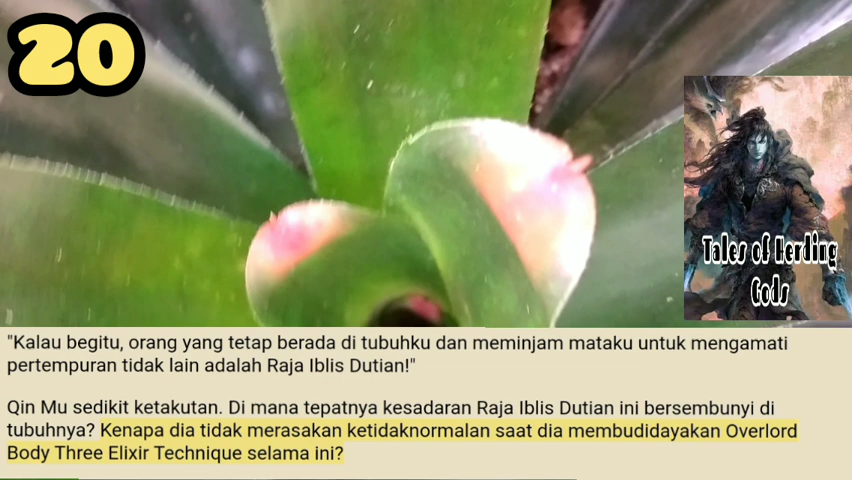 20
Tales of Herding
Gods
"Kalau begitu, orang yang tetap berada di tubuhku dan meminjam mataku untuk mengamati
pertempuran tidak lain adalah Raja Iblis Dutian!"
Qin Mu sedikit ketakutan. Di mana tepatnya kesadaran Raja Iblis Dutian ini bersembunyi di
tubuhnya? Kenapa dia tidak merasakan ketidaknormalan saat dia membudidayakan Overlord
Body Three Elixir Technique selama ini?